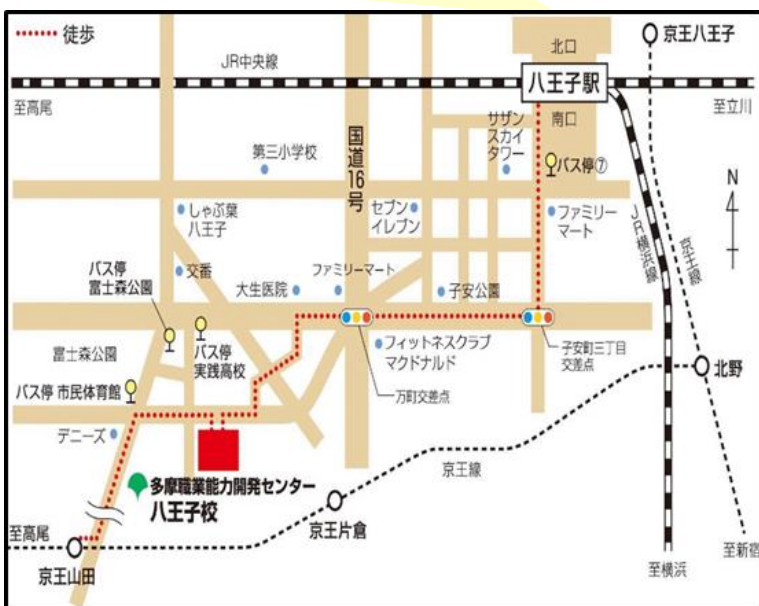 徒歩
北口
京王八王子
JR中央線
八王子駅
至高尾
至立川
南口
国道16号
サザン
スカイ
タワー
第三小学校
バス停⑦
N
しゃぶ葉
八王子
セブン
イレブン
ファミリー
マート
JR横浜線
京王線
バス停
富士森公園
交番
大生医院
ファミリーマート
子安公園
富士森公園
バス停
実践高校
フィットネスクラブ
マクドナルド
子安町三丁目
交差点
北野
バス停 市民体育館
万町交差点
デニーズ
京王線
多摩職業能力開発センター
八王子校
京王片倉
至高尾
京王山田
至横浜
至新宿